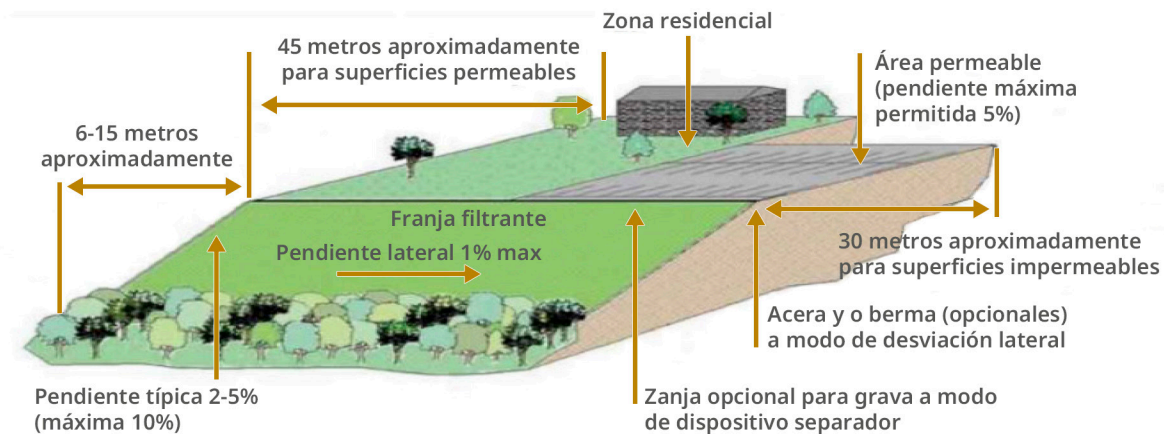 Zona residencial
45 metros aproximadamente
para superficies permeables
Área permeable
(pendiente máxima
permitida 5%)
6-15 metros
aproximadamente
Franja filtrante
Pendiente lateral 1% max
30 metros aproximadamente
para superficies impermeables
Acera y o berma (opcionales)
a modo de desviación lateral
Pendiente típica 2-5%
(máxima 10%)
Zanja opcional para grava a modo
de dispositivo separador